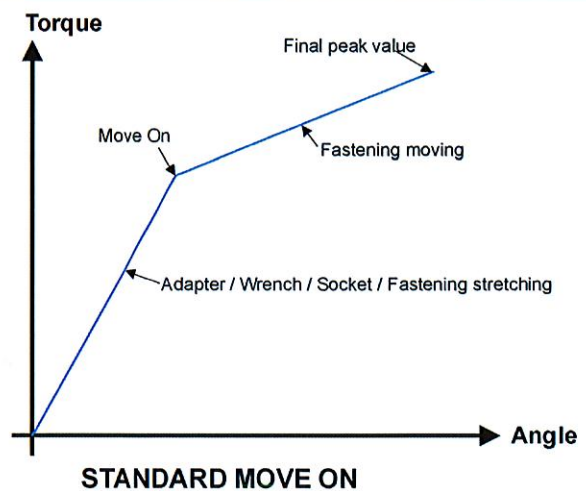 Torque
Final peak value
Move On
Fastening moving
Adapter / Wrench / Socket / Fastening stretching
Angle
STANDARD MOVE ON